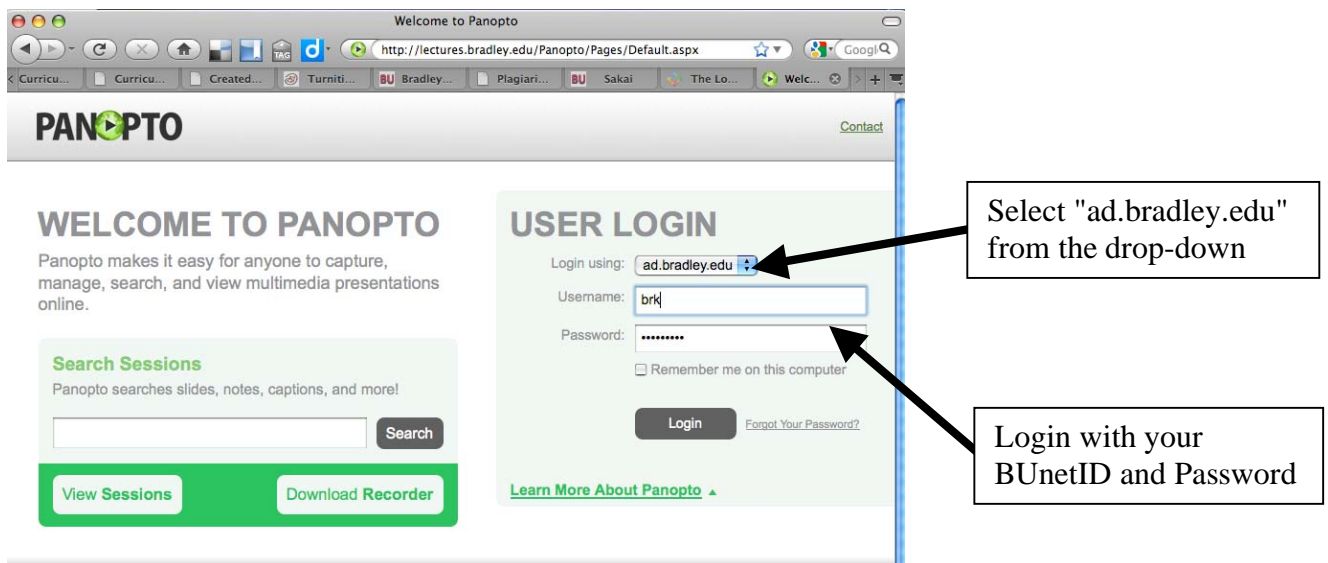 Welcome to Panopto
TAG
d
http://lectures.bradley.edu/Panopto/Pages/Default.aspx
Googl
< Curricu...
Curricu...
Created...
Turniti...
BU Bradley...
Plagiari...
BU Sakai
The Lo...
Welc...
PANOPTO
Contact
WELCOME TO PANOPTO
Panopto makes it easy for anyone to capture,
manage, search, and view multimedia presentations
online.
Search Sessions
Panopto searches slides, notes, captions, and more!
Search
View Sessions
Download Recorder
USER LOGIN
Login using: ad.bradley.edu
Username: brk
Password: •••••••••
Remember me on this computer
Login
Forgot Your Password?
Learn More About Panopto
Select "ad.bradley.edu"
from the drop-down
Login with your
BUnetID and Password